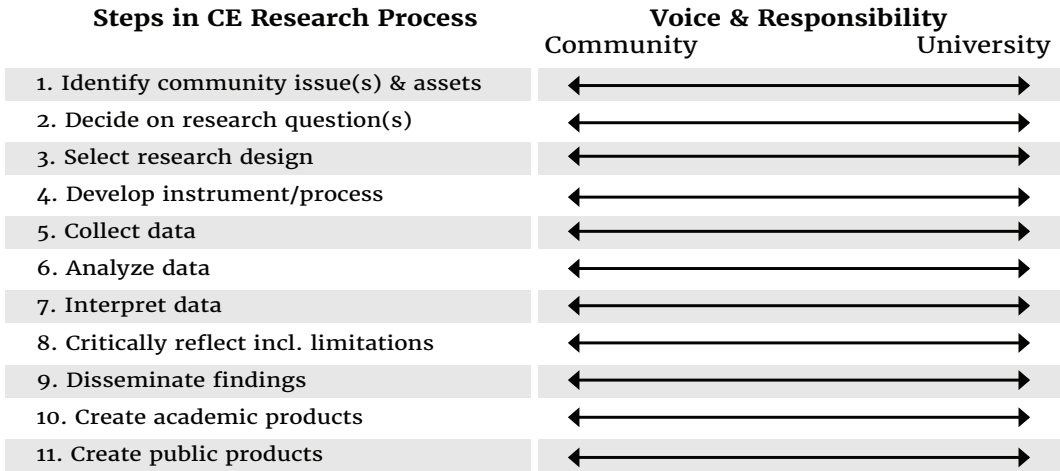 Steps in CE Research Process
Voice & Responsibility
Community University
1. Identify community issue(s) & assets
2. Decide on research question(s)
3. Select research design
4. Develop instrument/process
5. Collect data
6. Analyze data
7. Interpret data
8. Critically reflect incl. limitations
9. Disseminate findings
10. Create academic products
11. Create public products